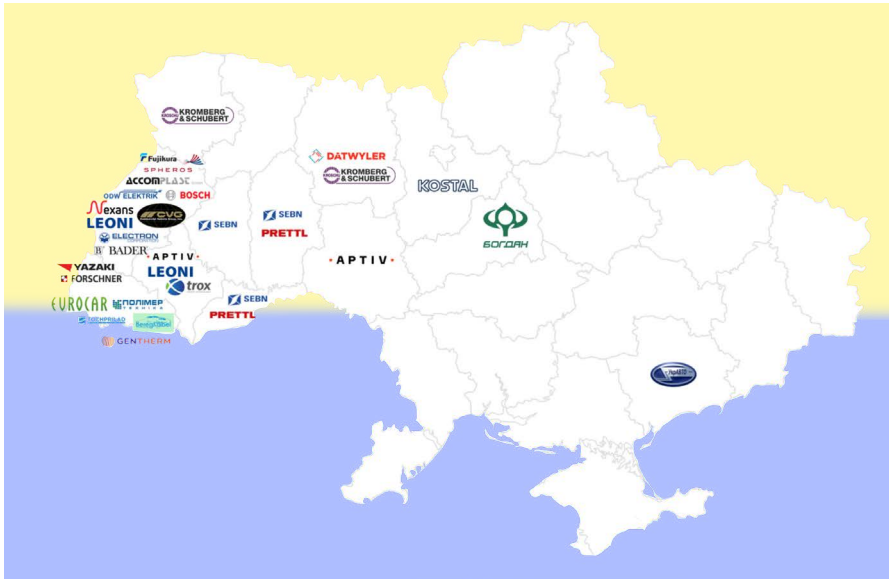 KROMBERG
& SCHUBERT
Fujikura
SPHEROS
ACCOMPLAST
ODW ELEKTRIK
BOSCH
Nexans
CVG
LEONI
ELECTRON
BADER
APTIV
YAZAKI
LEONI
FORSCHNER
trox
EUROCAR
GENTHERM
SEBN
SEBN
PRETTL
SEBN
PRETTL
DATWYLER
KROMBERG
& SCHUBERT
APTIV
KOSTAL
БОГДАН